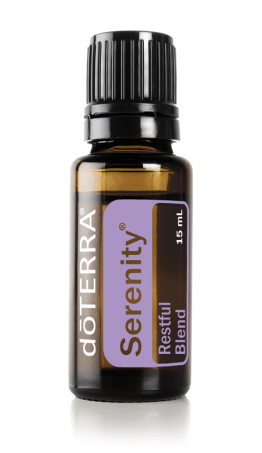 dōTERRA®
Serenity®
Restful
Blend
15 mL